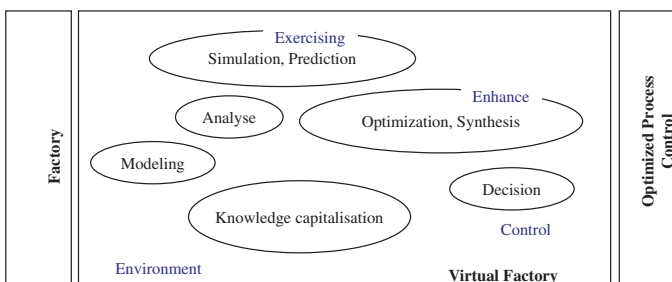 Factory
Exercising
Simulation, Prediction
Enhance
Analyse
Optimization, Synthesis
Modeling
Decision
Knowledge capitalisation
Control
Environment
Virtual Factory
Optimized Process
Control